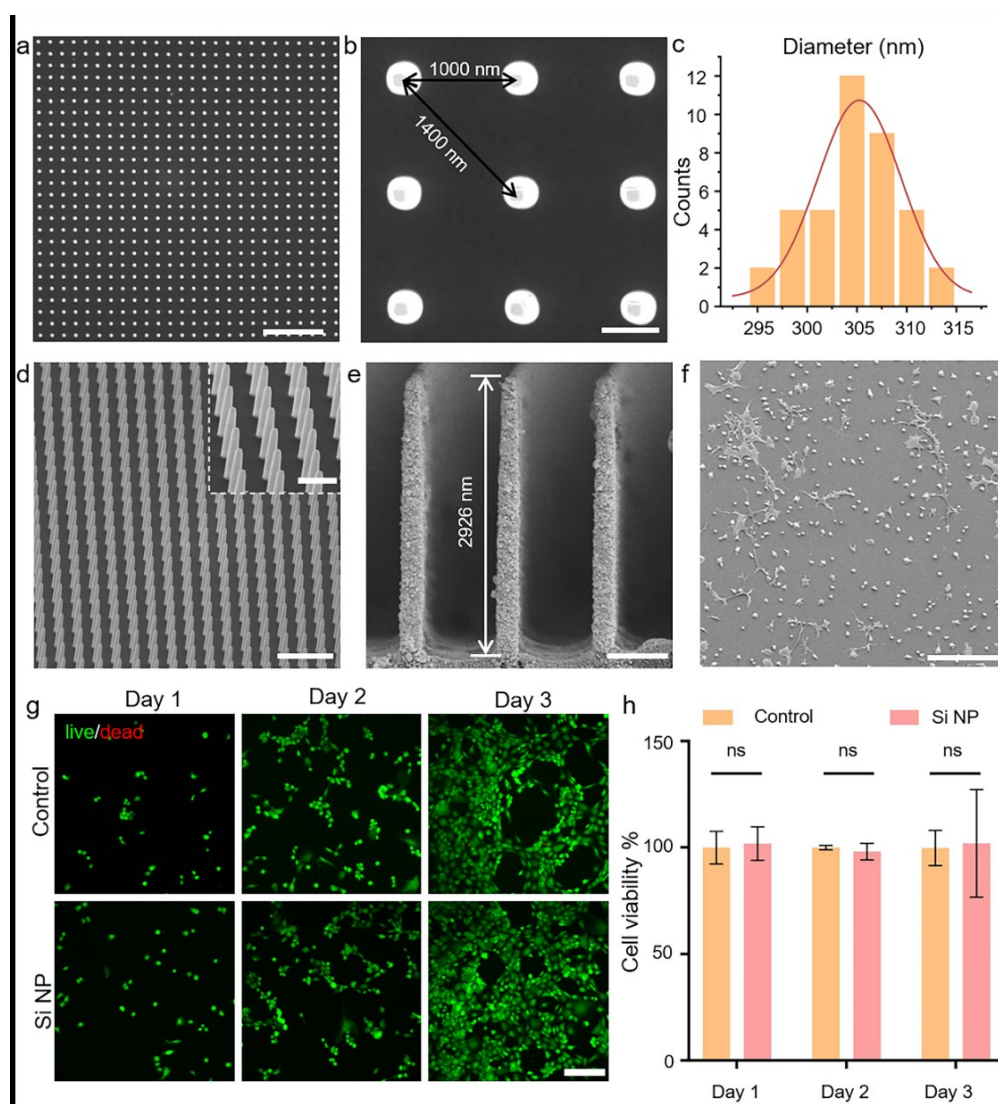 a
b
1000 nm
1400 nm
c
Diameter (nm)
Counts
12
10
8
6
4
2
0
295 300 305 310 315
d
e
2926 nm
f
g
Day 1 Day 2 Day 3
live/dead
Control
Si NP
h
Control Si NP
Cell viability %
150
100
50
0
ns ns ns
Day 1 Day 2 Day 3